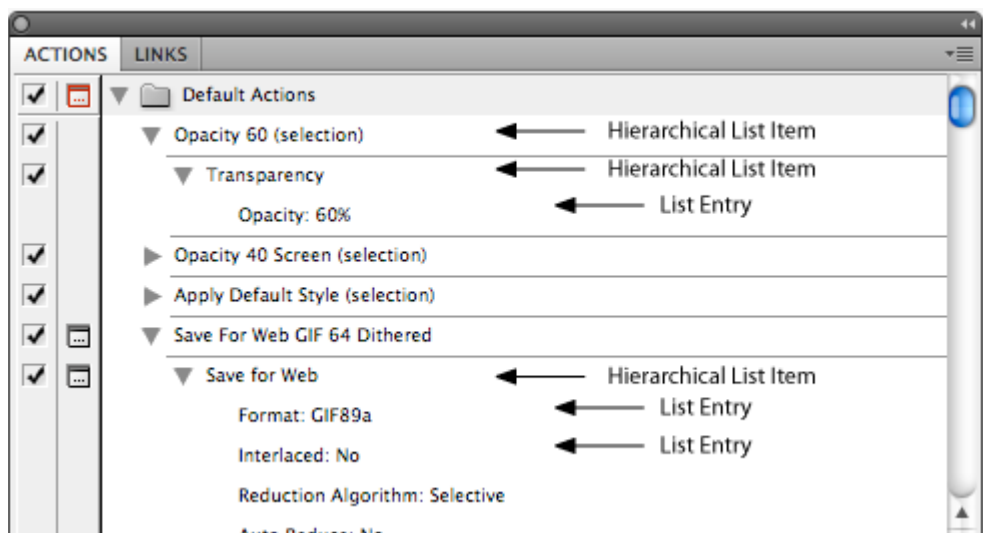 ACTIONS LINKS
Default Actions
Opacity 60 (selection) Hierarchical List Item
Transparency Hierarchical List Item
Opacity: 60% List Entry
Opacity 40 Screen (selection)
Apply Default Style (selection)
Save For Web GIF 64 Dithered
Save for Web Hierarchical List Item
Format: GIF89a List Entry
Interlaced: No List Entry
Reduction Algorithm: Selective